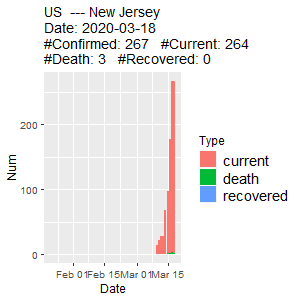 US  --- New Jersey
Date: 2020-03-18
#Confirmed: 267   #Current: 264
#Death: 3   #Recovered: 0
Num
200
100
0
Feb 01 Feb 15 Mar 01 Mar 15
Date
Type
current
death
recovered